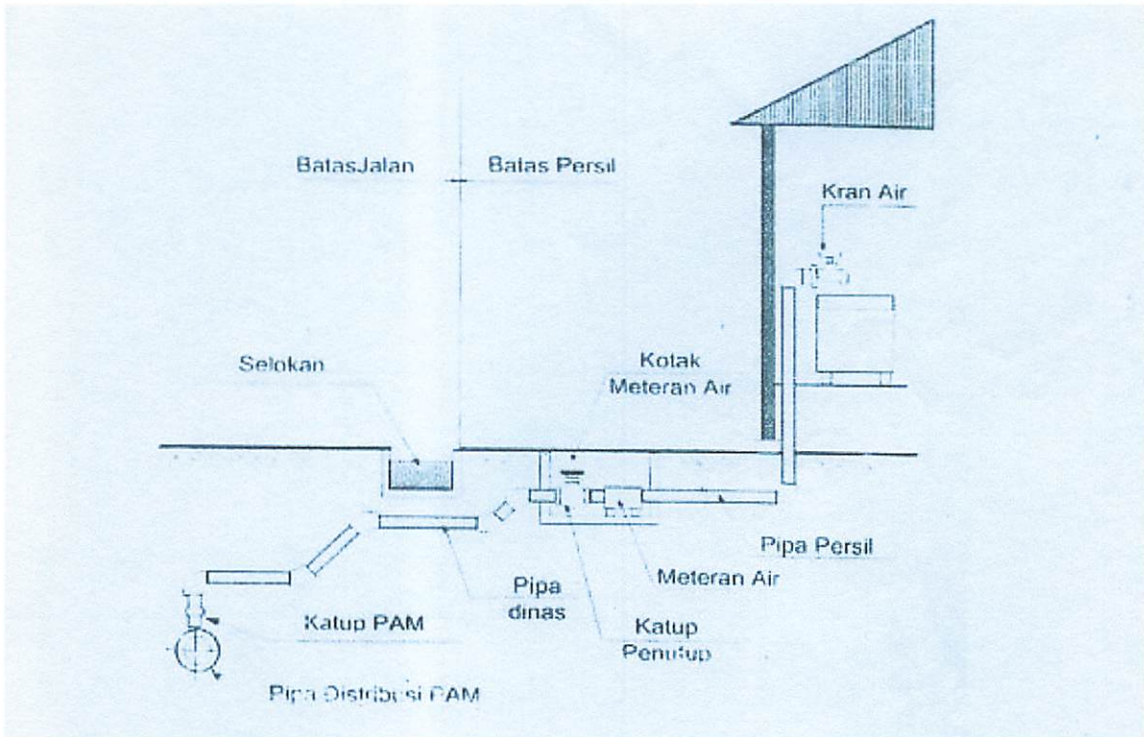 BatasJalan
Batas Persil
Kran Air
Selokan
Kotak
Meteran Air
Pipa Persil
Meteran Air
Pipa
dinas
Katup PAM
Katup
Penutup
Pipa Distribusi PAM